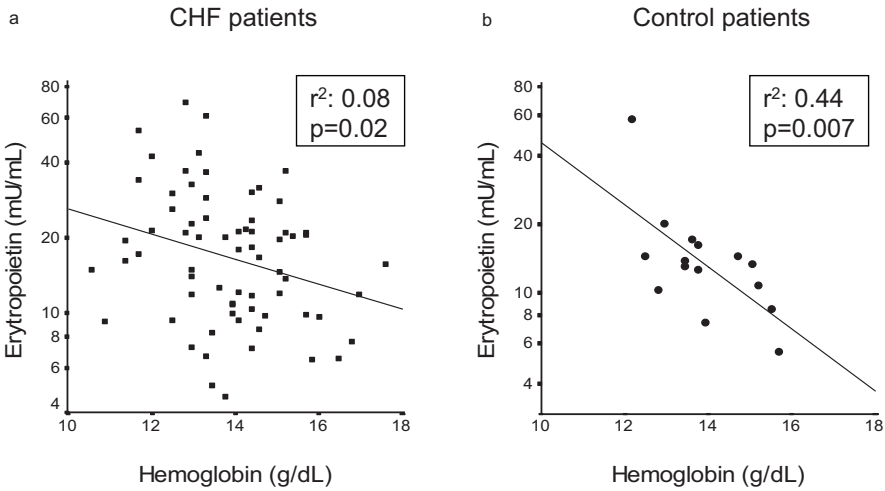 a
CHF patients
r²: 0.08
p=0.02
Erytropoietin (mU/mL)
80
60
40
20
10
8
6
4
10 12 14 16 18
Hemoglobin (g/dL)
b
Control patients
r²: 0.44
p=0.007
Erytropoietin (mU/mL)
80
60
40
20
10
8
6
4
10 12 14 16 18
Hemoglobin (g/dL)